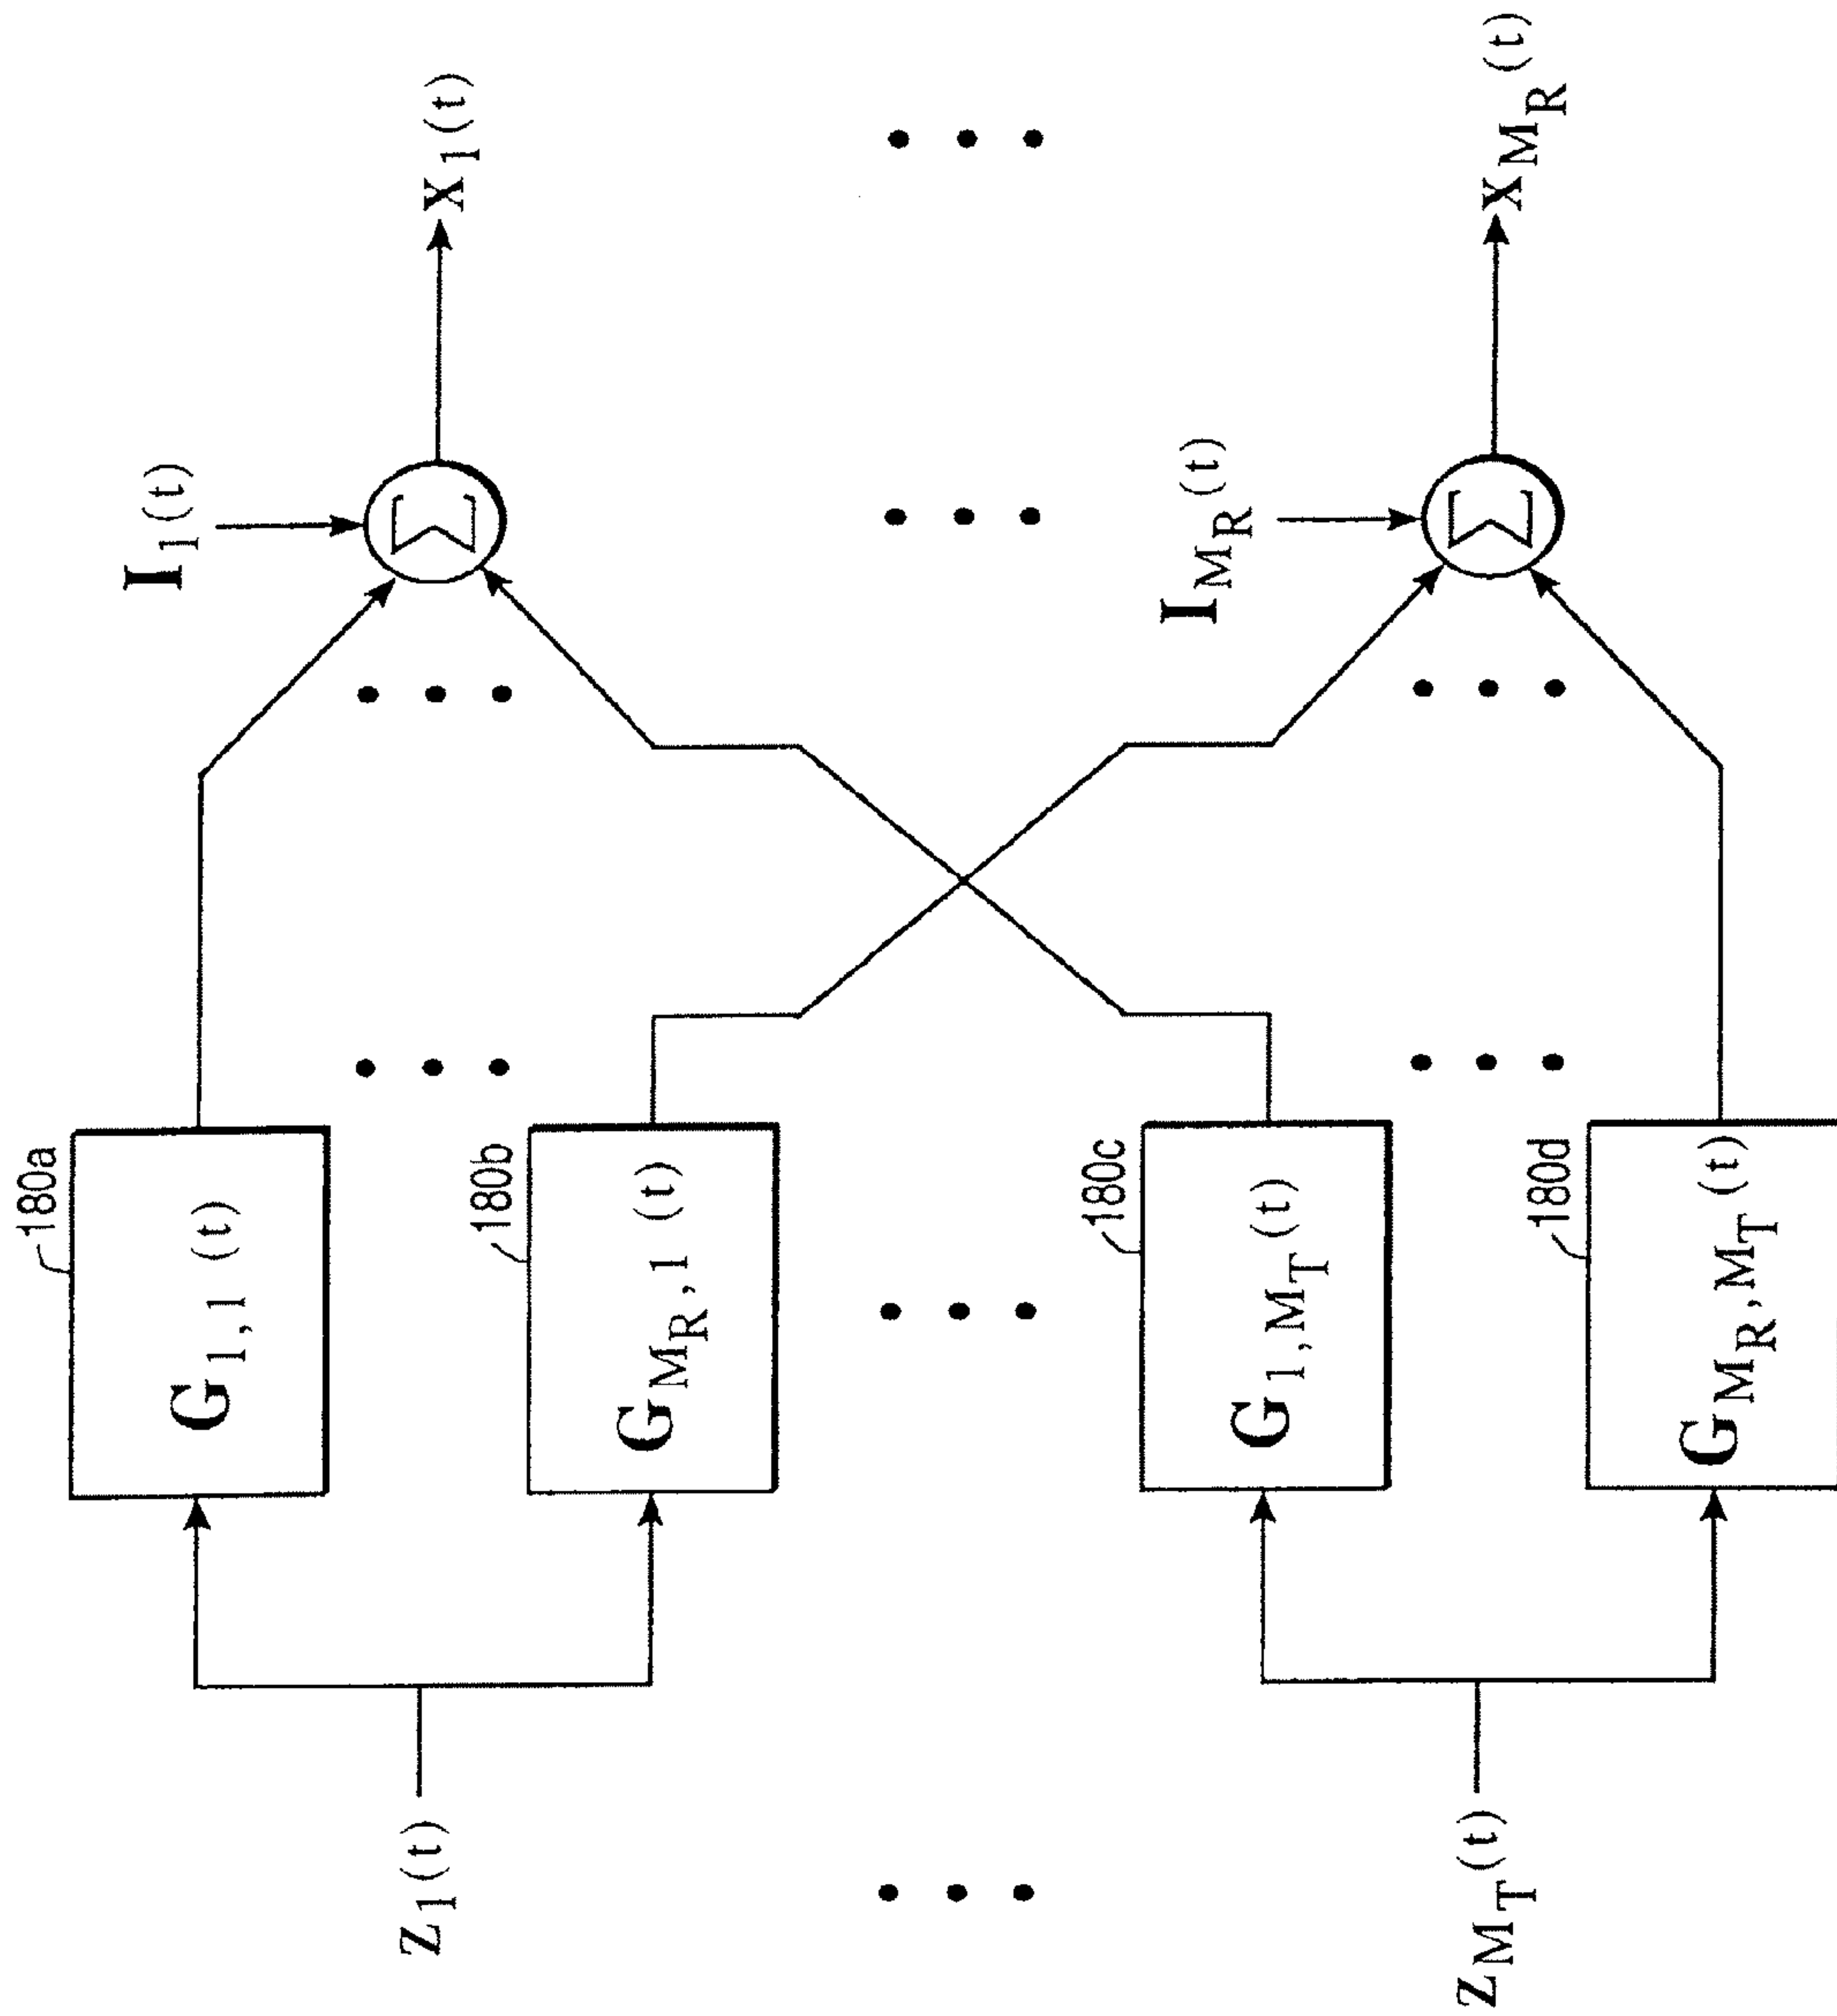 180a
G1,1(t)
180b
GMR,1(t)
180c
G1,MT(t)
180d
GMR,MT(t)
Z1(t)
ZMT(t)
I1(t)
Σ
X1(t)
IMR(t)
Σ
XMR(t)